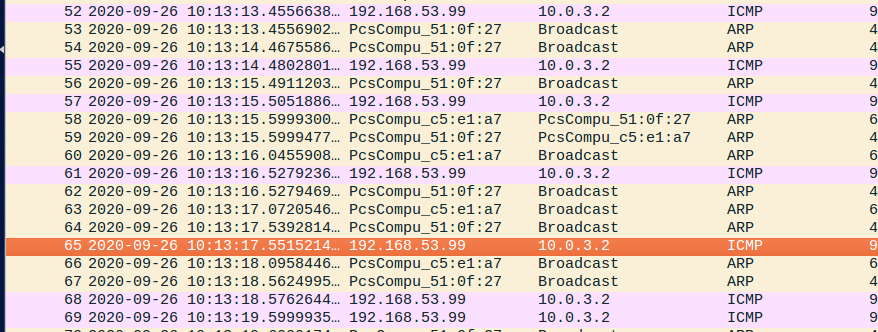 52 2020-09-26 10:13:13.4556638… 192.168.53.99 10.0.3.2 ICMP 9
53 2020-09-26 10:13:13.4556902… PcsCompu_51:0f:27 Broadcast ARP 4
54 2020-09-26 10:13:14.4675586… PcsCompu_51:0f:27 Broadcast ARP 4
55 2020-09-26 10:13:14.4802801… 192.168.53.99 10.0.3.2 ICMP 9
56 2020-09-26 10:13:15.4911203… PcsCompu_51:0f:27 Broadcast ARP 4
57 2020-09-26 10:13:15.5051886… 192.168.53.99 10.0.3.2 ICMP 9
58 2020-09-26 10:13:15.5999300… PcsCompu_c5:e1:a7 PcsCompu_51:0f:27 ARP 6
59 2020-09-26 10:13:15.5999477… PcsCompu_51:0f:27 PcsCompu_c5:e1:a7 ARP 4
60 2020-09-26 10:13:16.0455908… PcsCompu_c5:e1:a7 Broadcast ARP 6
61 2020-09-26 10:13:16.5279236… 192.168.53.99 10.0.3.2 ICMP 9
62 2020-09-26 10:13:16.5279469… PcsCompu_51:0f:27 Broadcast ARP 4
63 2020-09-26 10:13:17.0720546… PcsCompu_c5:e1:a7 Broadcast ARP 6
64 2020-09-26 10:13:17.5392814… PcsCompu_51:0f:27 Broadcast ARP 4
65 2020-09-26 10:13:17.5515214… 192.168.53.99 10.0.3.2 ICMP 9
66 2020-09-26 10:13:18.0958446… PcsCompu_c5:e1:a7 Broadcast ARP 6
67 2020-09-26 10:13:18.5624995… PcsCompu_51:0f:27 Broadcast ARP 4
68 2020-09-26 10:13:18.5762644… 192.168.53.99 10.0.3.2 ICMP 9
69 2020-09-26 10:13:19.5999935… 192.168.53.99 10.0.3.2 ICMP 9